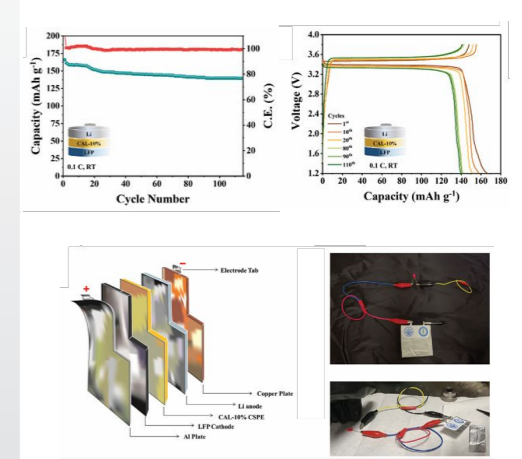 200
175
150
125
100
75
50
25
0
Capacity (mAh g⁻¹)
100
80
60
40
20
0
C.E. (%)
Li
CAL-10%
LFP
0.1 C, RT
0 20 40 60 80 100
Cycle Number
4.0
3.6
3.2
2.8
2.4
2.0
1.6
1.2
Voltage (V)
Cycles
1st
10th
20th
80th
90th
110th
Li
CAL-10%
LFP
0.1 C, RT
0 20 40 60 80 100 120 140 160 180
Capacity (mAh g⁻¹)
+
−
Electrode Tab
Copper Plate
Li anode
CAL-10% CSPE
LFP Cathode
Al Plate